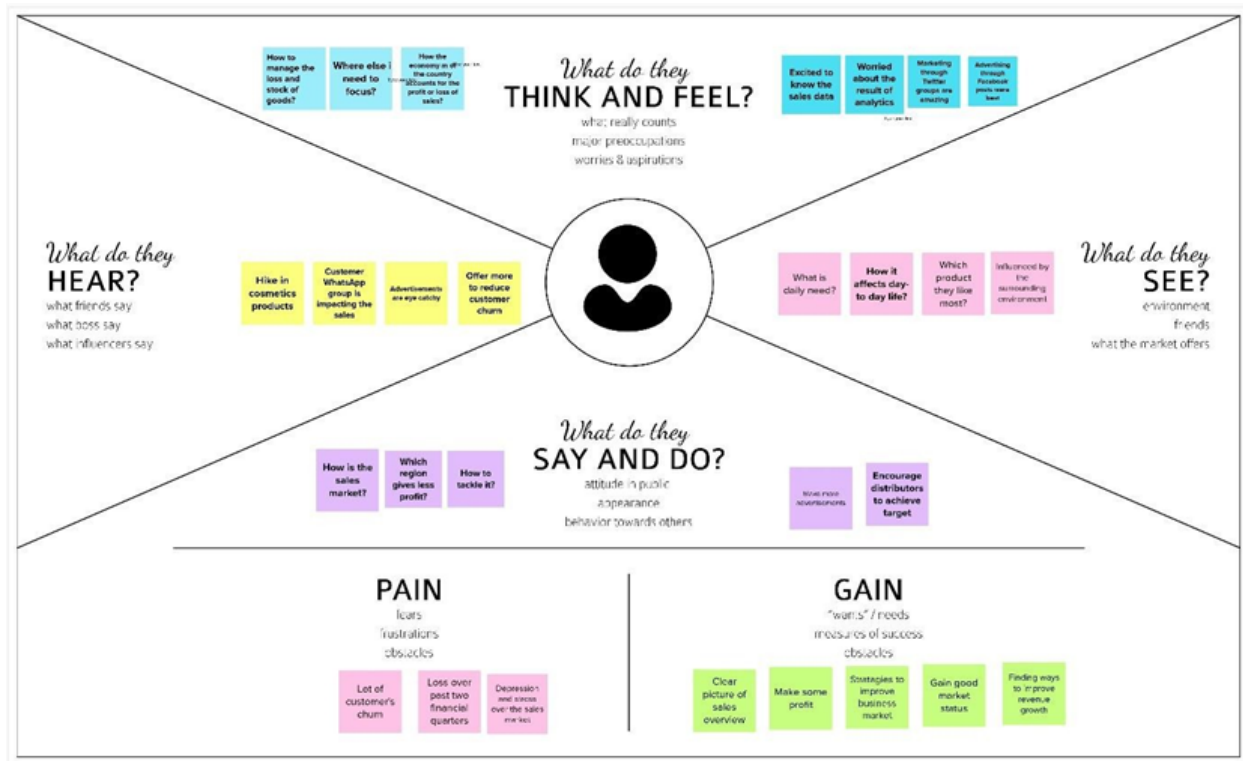 How to
manage the
loss and
stock of
goods?
Where else i
need to
focus?
How the
economy in of
the country
accounts for the
profit or loss of
sales?
What do they
THINK AND FEEL?
what really counts
major preoccupations
worries & aspirations
Excited to
know the
sales data
Worried
about the
result of
analytics
Marketing
through
Twitter
groups are
amazing
Advertising
through
Facebook
posts were
best
What do they
HEAR?
what friends say
what boss say
what influencers say
Hike in
cosmetics
products
Customer
WhatsApp
group is
impacting the
sales
Advertisements
are eye catchy
Offer more
to reduce
customer
churn
What is
daily need?
How it
affects day-
to day life?
Which
product
they like
most?
Influenced by
the
surrounding
environment
What do they
SEE?
environment
friends
what the market offers
What do they
SAY AND DO?
attitude in public
appearance
behavior towards others
How is the
sales
market?
Which
region
gives less
profit?
How to
tackle it?
more
advertisements
Encourage
distributors
to achieve
target
PAIN
fears
frustrations
obstacles
Lot of
customer's
churn
Loss over
past two
financial
quarters
Depression
and stress
over the sales
market
GAIN
"wants" / needs
measures of success
obstacles
Clear
picture of
sales
overview
Make some
profit
Strategies to
improve
business
market
Gain good
market
status
Finding ways
to improve
revenue
growth